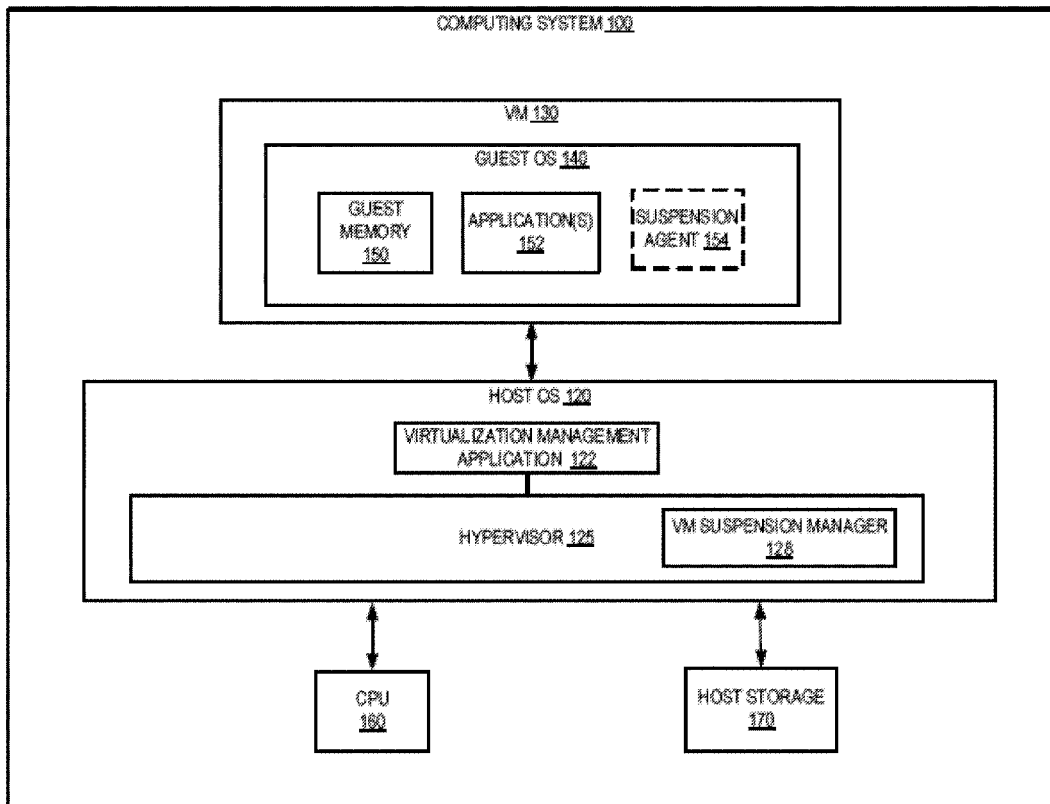 COMPUTING SYSTEM 100
VM 130
GUEST OS 140
GUEST
MEMORY
150
APPLICATION(S)
152
SUSPENSION
AGENT 154
HOST OS 120
VIRTUALIZATION MANAGEMENT
APPLICATION 122
HYPERVISOR 125
VM SUSPENSION MANAGER
128
CPU
160
HOST STORAGE
170